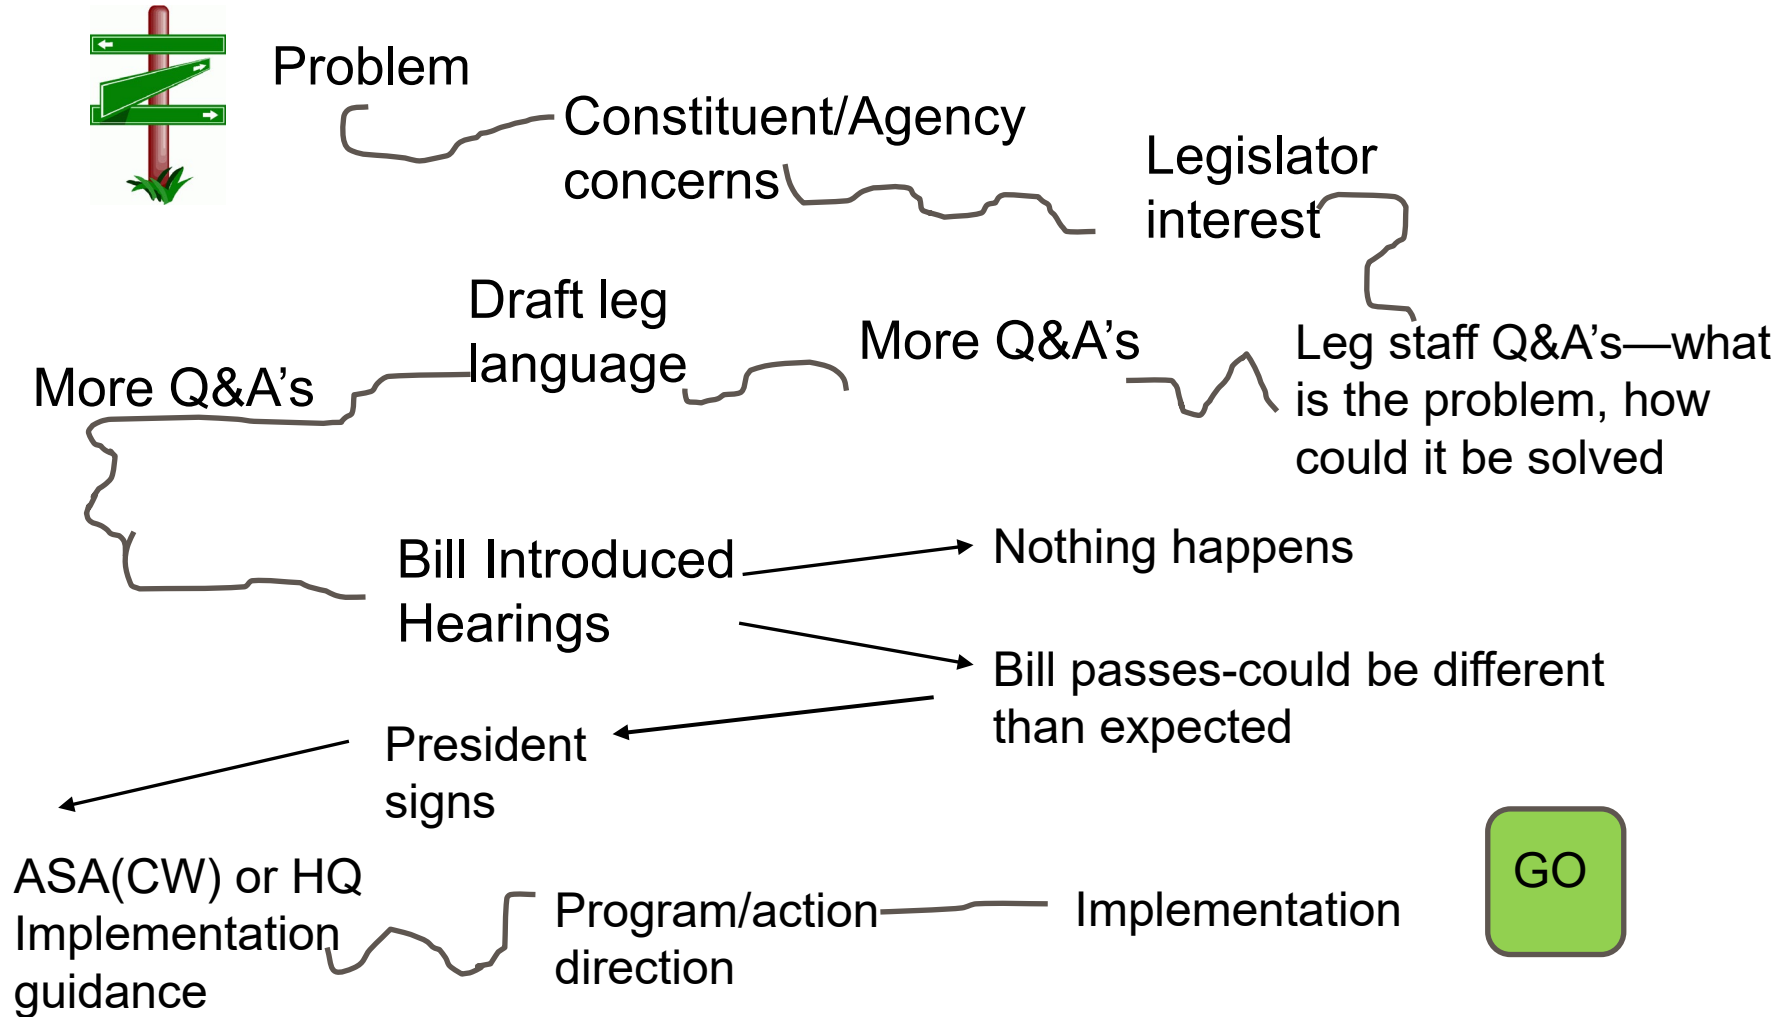 Problem
Constituent/Agency
concerns
Legislator
interest
Leg staff Q&A’s—what
is the problem, how
could it be solved
More Q&A’s
Draft leg
language
More Q&A’s
Bill Introduced
Hearings
Nothing happens
Bill passes-could be different
than expected
President
signs
ASA(CW) or HQ
Implementation
guidance
Program/action
direction
Implementation
GO